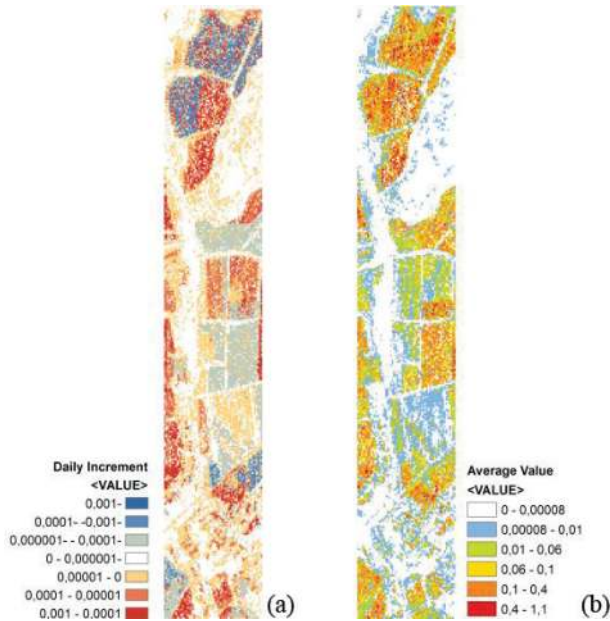 Daily Increment
<VALUE>
0,001-
0,0001- -0,001-
0,000001-- -0,0001-
0 - 0,000001-
0,00001 - 0
0,0001 - 0,00001
0,001 - 0,0001
(a)
Average Value
<VALUE>
0 - 0,00008
0,00008 - 0,01
0,01 - 0,06
0,06 - 0,1
0,1 - 0,4
0,4 - 1,1
(b)